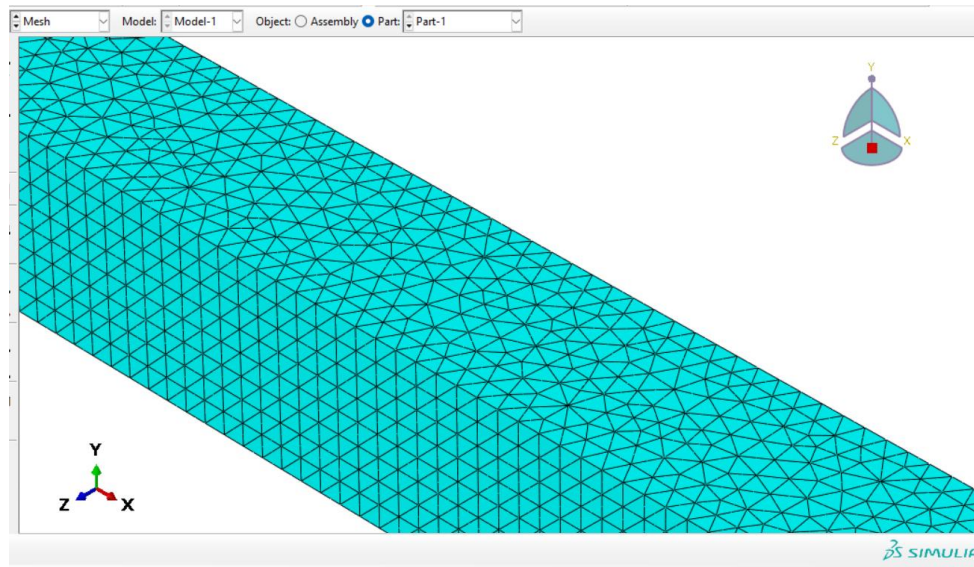 Mesh Model: Model-1 Object: Assembly Part: Part-1
Y
Z X
Y
Z X
SIMULIA